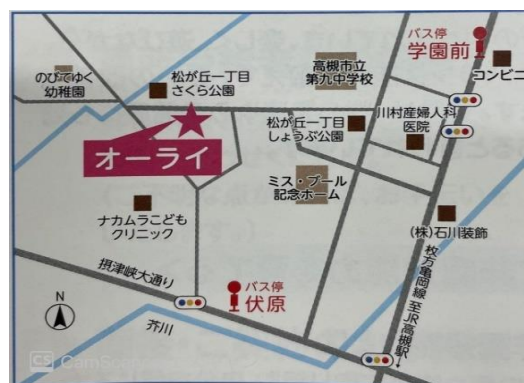 バス停
学園前
コンビニ
のびてゆく
幼稚園
松が丘一丁目
さくら公園
高槻市立
第九中学校
松が丘一丁目
しょうぶ公園
川村産婦人科
医院
オーライ
ミス・ブール
記念ホーム
ナカムラこども
クリニック
(株)石川装飾
枚方亀岡線
至JR高槻駅
摂津峡大通り
バス停
伏原
N
芥川
CS CamSc